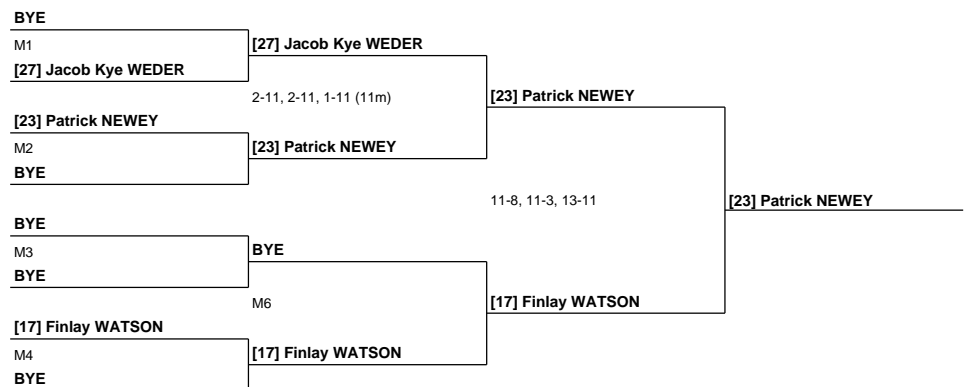 BYE
M1
[27] Jacob Kye WEDER
[27] Jacob Kye WEDER
2-11, 2-11, 1-11 (11m)
[23] Patrick NEWEY
[23] Patrick NEWEY
M2
[23] Patrick NEWEY
BYE
11-8, 11-3, 13-11
[23] Patrick NEWEY
BYE
M3
BYE
BYE
M6
[17] Finlay WATSON
[17] Finlay WATSON
M4
[17] Finlay WATSON
BYE